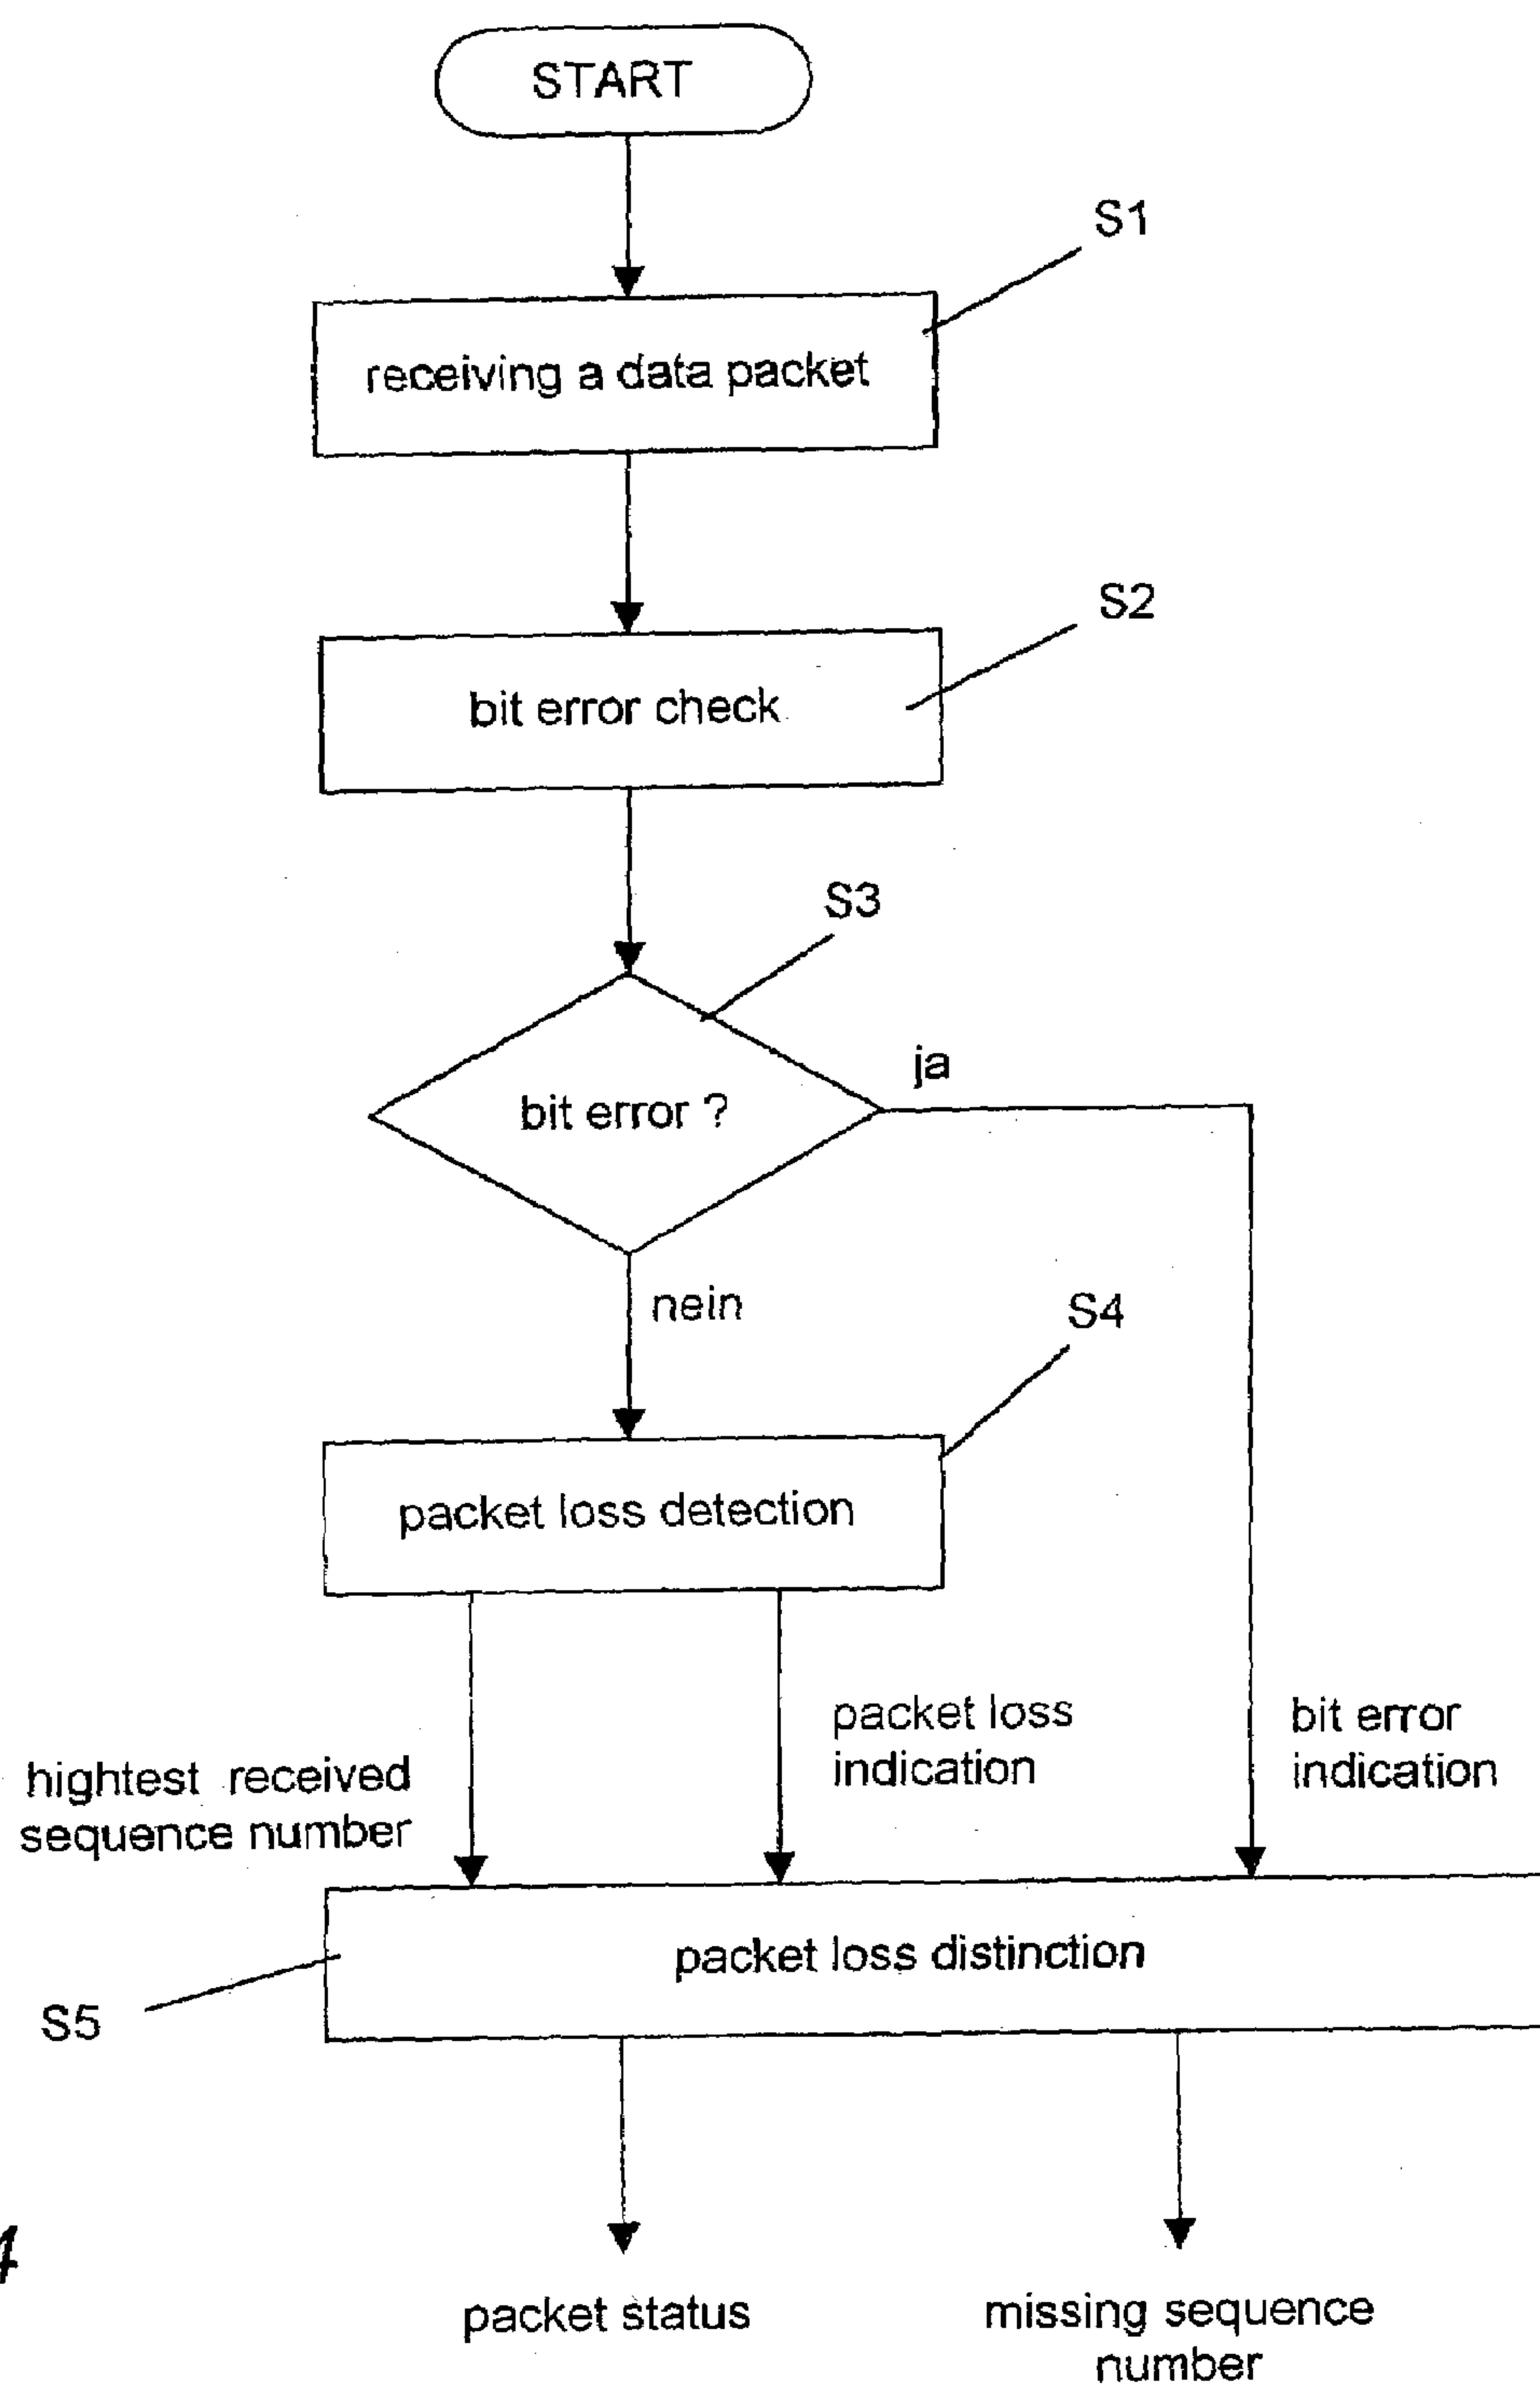 START
S1
receiving a data packet
S2
bit error check
S3
ja
bit error ?
nein
S4
packet loss detection
packet loss
indication
bit error
indication
hightest received
sequence number
packet loss distinction
S5
4
packet status
missing sequence
number